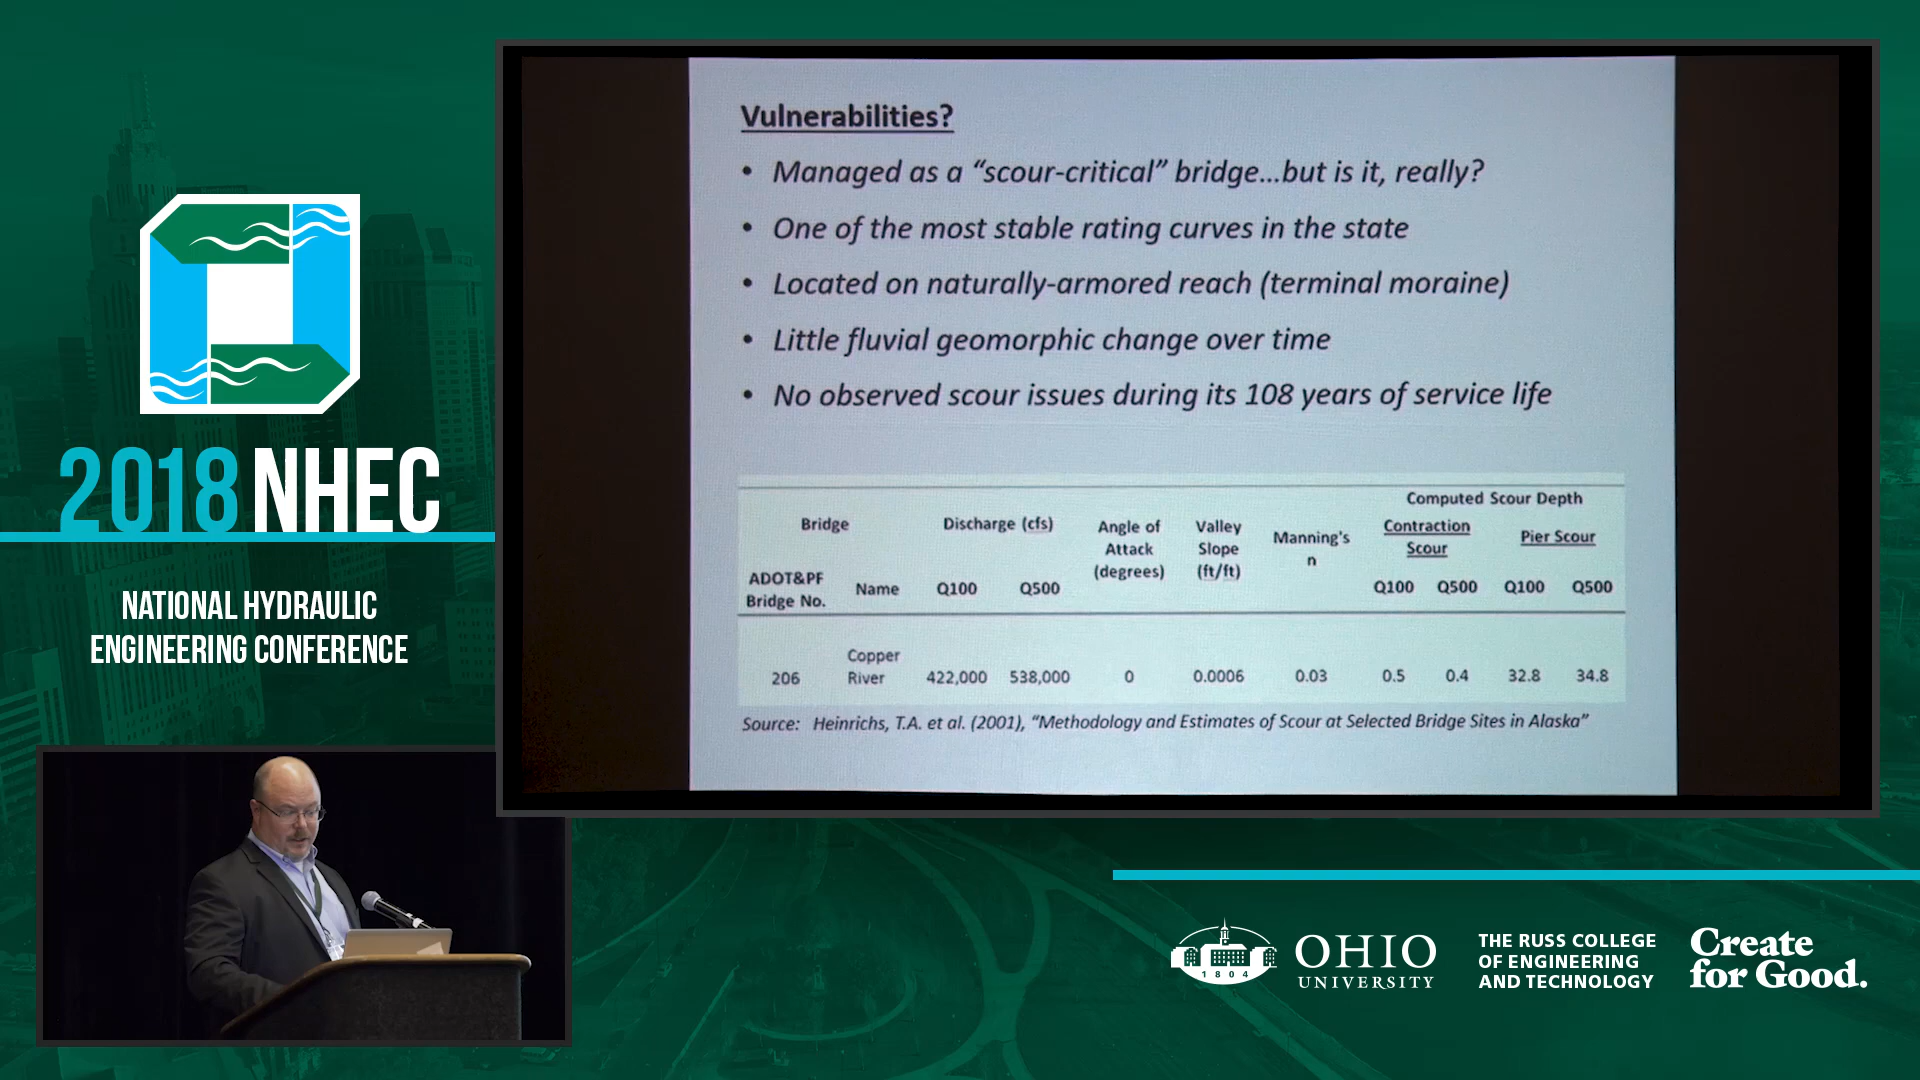 2018 NHEC
NATIONAL HYDRAULIC
ENGINEERING CONFERENCE
Vulnerabilities?
• Managed as a “scour-critical” bridge...but is it, really?
• One of the most stable rating curves in the state
• Located on naturally-armored reach (terminal moraine)
• Little fluvial geomorphic change over time
• No observed scour issues during its 108 years of service life
Computed Scour Depth
Bridge Discharge (cfs) Angle of Attack (degrees) Valley Slope (ft/ft) Manning's n Contraction Scour Pier Scour
ADOT&PF Bridge No. Name Q100 Q500 Q100 Q500 Q100 Q500
206 Copper River 422,000 538,000 0 0.0006 0.03 0.5 0.4 32.8 34.8
Source: Heinrichs, T.A. et al. (2001), “Methodology and Estimates of Scour at Selected Bridge Sites in Alaska”
1804
OHIO
UNIVERSITY
THE RUSS COLLEGE
OF ENGINEERING
AND TECHNOLOGY
Create
for Good.